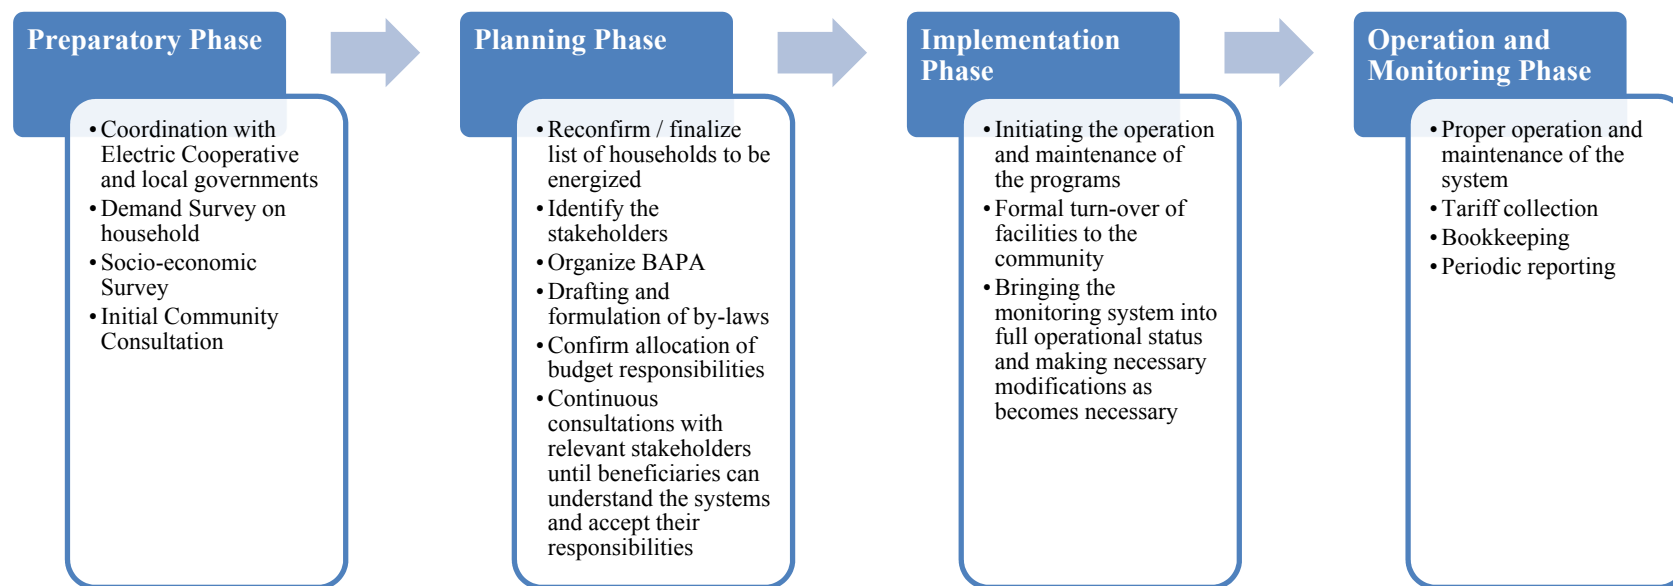 Preparatory Phase
• Coordination with
Electric Cooperative
and local governments
• Demand Survey on
household
• Socio-economic
Survey
• Initial Community
Consultation
Planning Phase
• Reconfirm / finalize
list of households to be
energized
• Identify the
stakeholders
• Organize BAPA
• Drafting and
formulation of by-laws
• Confirm allocation of
budget responsibilities
• Continuous
consultations with
relevant stakeholders
until beneficiaries can
understand the systems
and accept their
responsibilities
Implementation
Phase
• Initiating the operation
and maintenance of
the programs
• Formal turn-over of
facilities to the
community
• Bringing the
monitoring system into
full operational status
and making necessary
modifications as
becomes necessary
Operation and
Monitoring Phase
• Proper operation and
maintenance of the
system
• Tariff collection
• Bookkeeping
• Periodic reporting